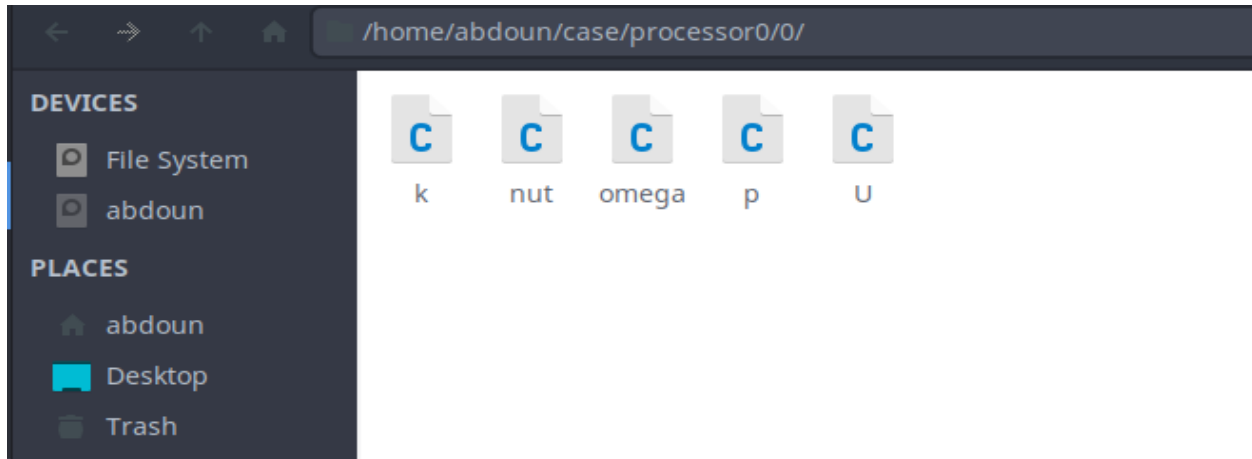 /home/abdoun/case/processor0/0/
DEVICES
File System
abdoun
PLACES
abdoun
Desktop
Trash
C C C C C
k nut omega p U